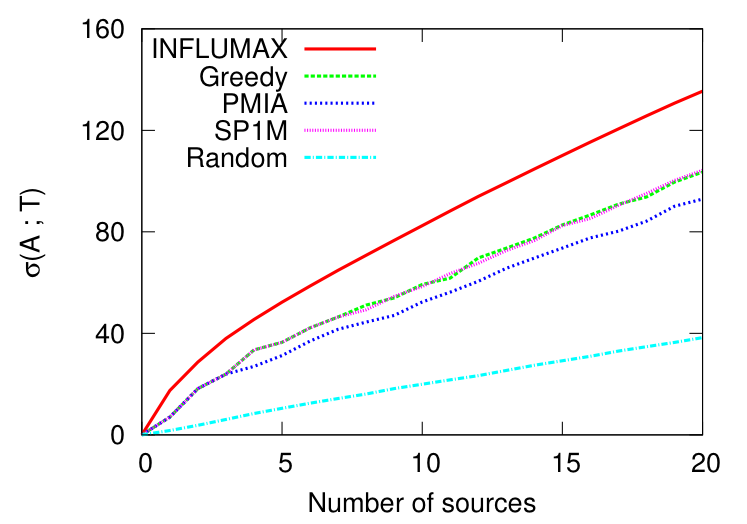 160
120
80
40
0
σ(A ; T)
INFLUMAX
Greedy
PMIA
SP1M
Random
0 5 10 15 20
Number of sources